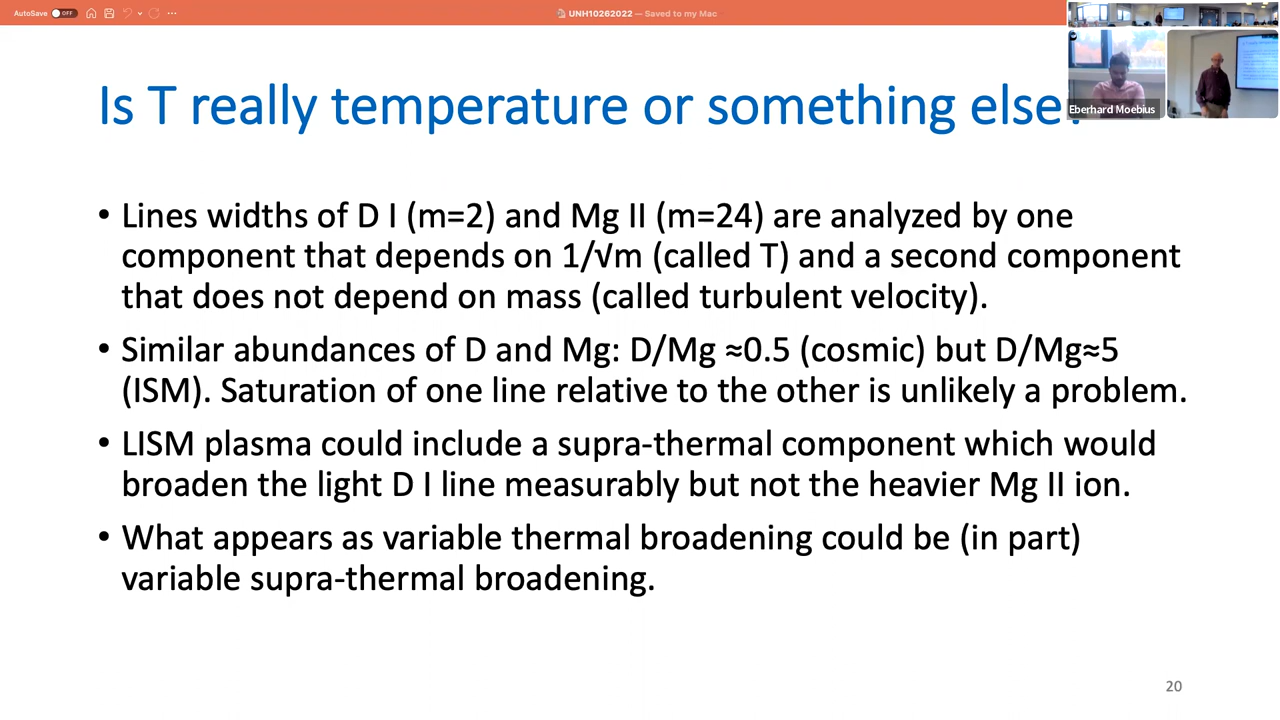 AutoSave OFF
UNH10262022 — Saved to my Mac
Eberhard Moebius
Is T really temperature or something else?
• Lines widths of D I (m=2) and Mg II (m=24) are analyzed by one
component that depends on 1/√m (called T) and a second component
that does not depend on mass (called turbulent velocity).
• Similar abundances of D and Mg: D/Mg ≈0.5 (cosmic) but D/Mg≈5
(ISM). Saturation of one line relative to the other is unlikely a problem.
• LISM plasma could include a supra-thermal component which would
broaden the light D I line measurably but not the heavier Mg II ion.
• What appears as variable thermal broadening could be (in part)
variable supra-thermal broadening.
20